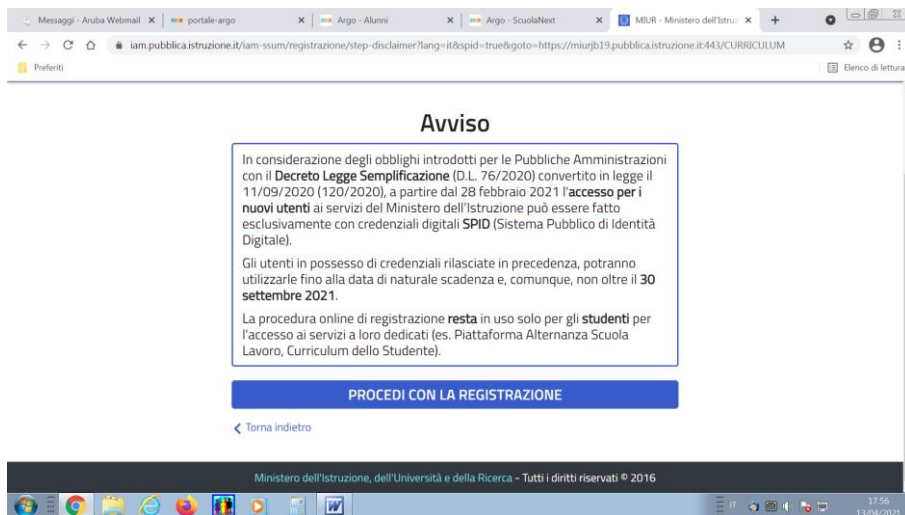 Messaggi - Aruba Webmail
portale-argo
Argo - Alunni
Argo - ScuolaNext
MIUR - Ministero dell'Istru
iam.pubblica.istruzione.it/iam-ssum/registrazione/step-disclaimer?lang=it&spid=true&goto=https://miurjb19.pubblica.istruzione.it:443/CURRICULUM
Preferiti
Elenco di lettura
Avviso
In considerazione degli obblighi introdotti per le Pubbliche Amministrazioni
con il Decreto Legge Semplificazione (D.L. 76/2020) convertito in legge il
11/09/2020 (120/2020), a partire dal 28 febbraio 2021 l'accesso per i
nuovi utenti ai servizi del Ministero dell'Istruzione può essere fatto
esclusivamente con credenziali digitali SPID (Sistema Pubblico di Identità
Digitale).
Gli utenti in possesso di credenziali rilasciate in precedenza, potranno
utilizzarle fino alla data di naturale scadenza e, comunque, non oltre il 30
settembre 2021.
La procedura online di registrazione resta in uso solo per gli studenti per
l'accesso ai servizi a loro dedicati (es. Piattaforma Alternanza Scuola
Lavoro, Curriculum dello Studente).
PROCEDI CON LA REGISTRAZIONE
Torna indietro
Ministero dell'Istruzione, dell'Università e della Ricerca - Tutti i diritti riservati © 2016
IT
17.56
13/04/2021